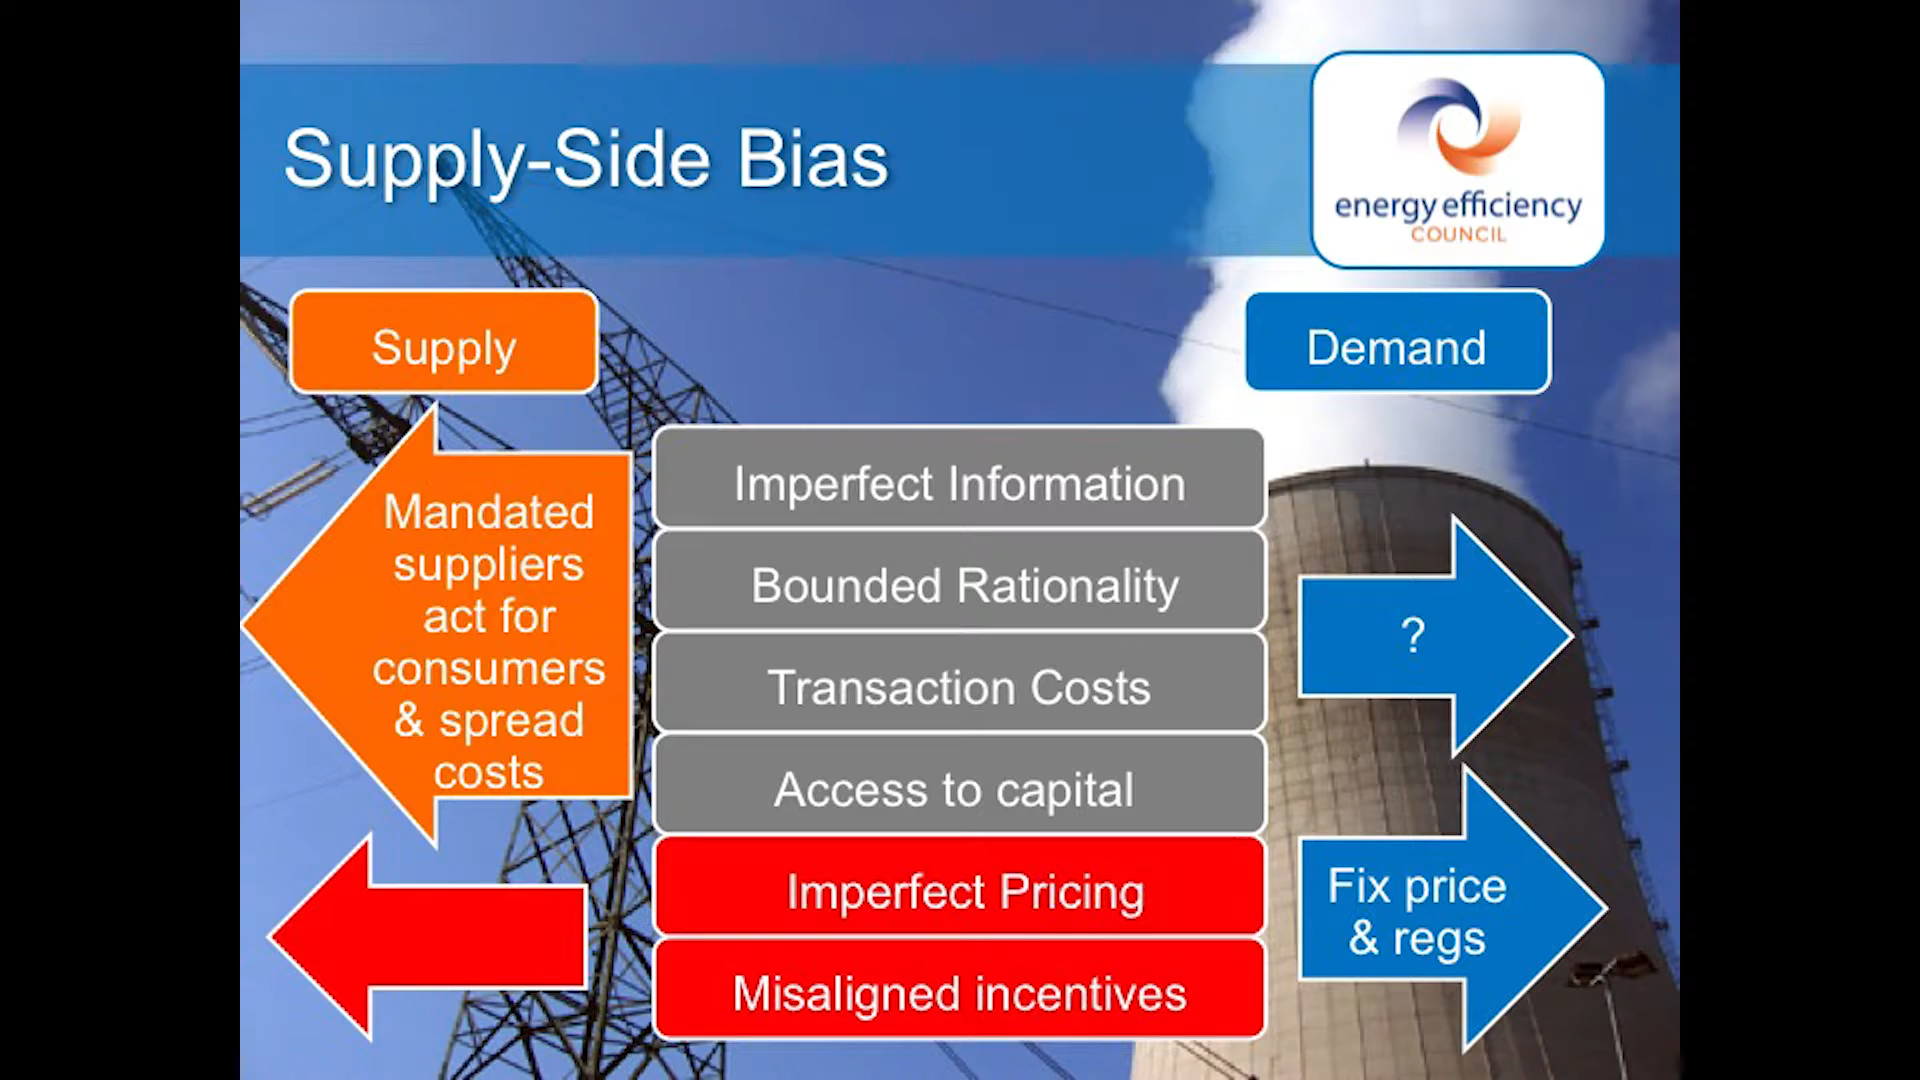 Supply-Side Bias
energy efficiency
COUNCIL
Supply
Demand
Mandated
suppliers
act for
consumers
& spread
costs
Imperfect Information
Bounded Rationality
Transaction Costs
Access to capital
Imperfect Pricing
Misaligned incentives
?
Fix price
& regs